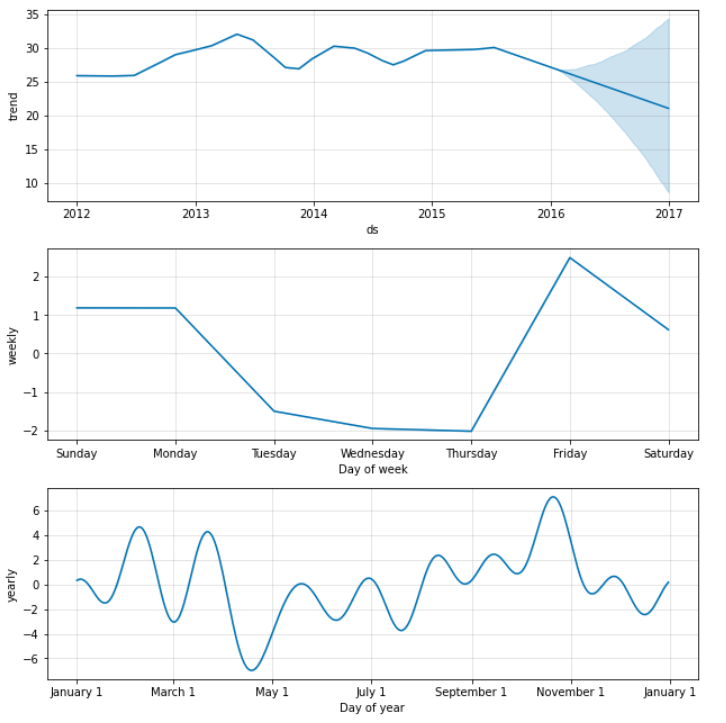 35
30
25
20
15
10
trend
2012 2013 2014 2015 2016 2017
ds
2
1
0
−1
−2
weekly
Sunday Monday Tuesday Wednesday Thursday Friday Saturday
Day of week
6
4
2
0
−2
−4
−6
yearly
January 1 March 1 May 1 July 1 September 1 November 1 January 1
Day of year